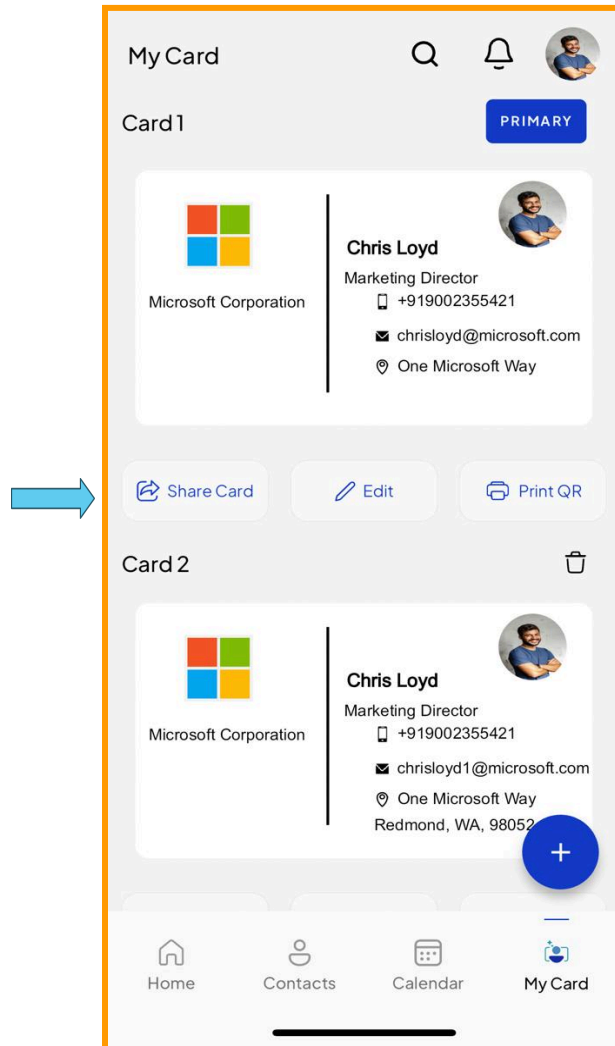 My Card
Card 1
PRIMARY
Microsoft Corporation
Chris Loyd
Marketing Director
+919002355421
chrisloyd@microsoft.com
One Microsoft Way
Share Card
Edit
Print QR
Card 2
Microsoft Corporation
Chris Loyd
Marketing Director
+919002355421
chrisloyd1@microsoft.com
One Microsoft Way
Redmond, WA, 98052
+
Home
Contacts
Calendar
My Card